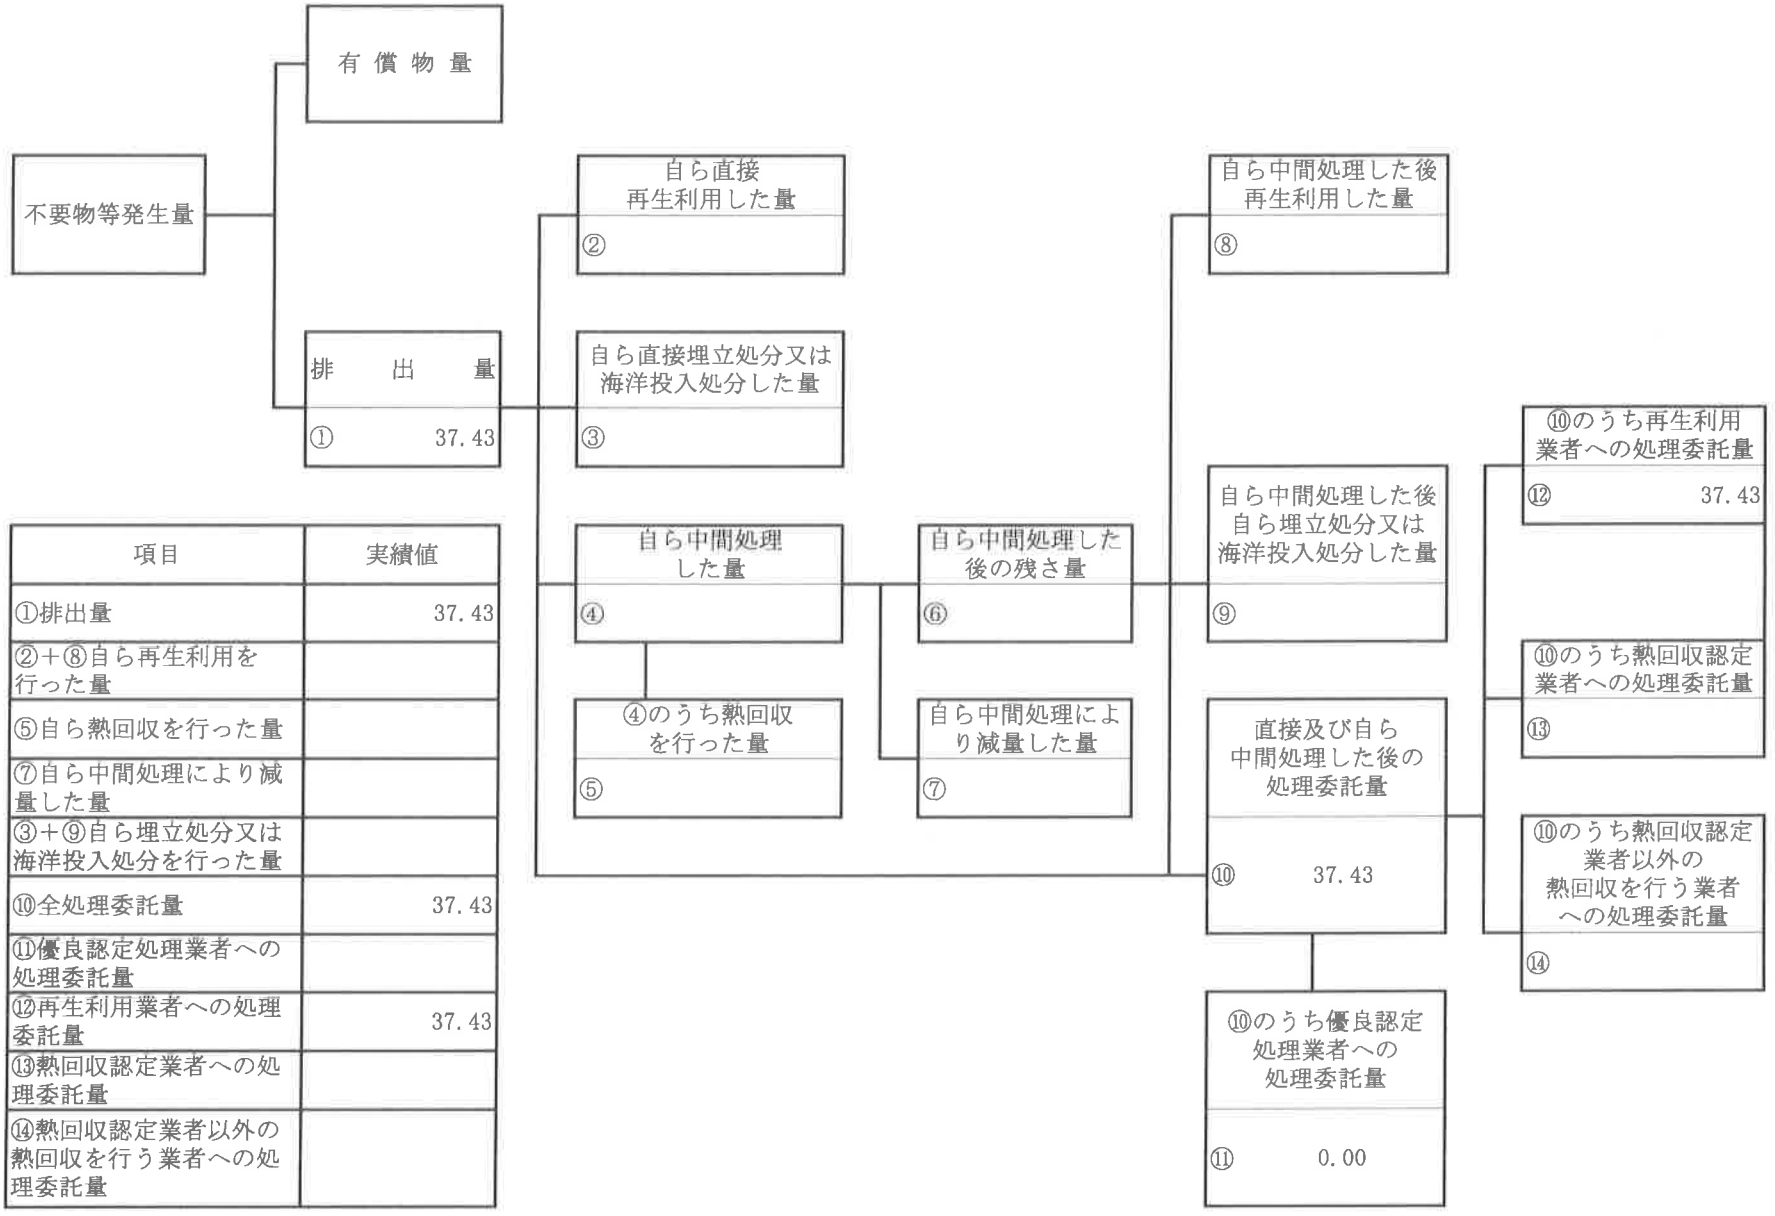 有償物量
不要物等発生量
排出量
① 37.43
自ら直接
再生利用した量
②
自ら直接埋立処分又は
海洋投入処分した量
③
自ら中間処理
した量
④
④のうち熱回収
を行った量
⑤
自ら中間処理した
後の残さ量
⑥
自ら中間処理によ
り減量した量
⑦
自ら中間処理した後
再生利用した量
⑧
自ら中間処理した後
自ら埋立処分又は
海洋投入処分した量
⑨
直接及び自ら
中間処理した後の
処理委託量
⑩ 37.43
⑩のうち優良認定
処理業者への
処理委託量
⑪ 0.00
⑩のうち再生利用
業者への処理委託量
⑫ 37.43
⑩のうち熱回収認定
業者への処理委託量
⑬
⑩のうち熱回収認定
業者以外の
熱回収を行う業者
への処理委託量
⑭
項目 実績値
①排出量 37.43
②+⑧自ら再生利用を
行った量
⑤自ら熱回収を行った量
⑦自ら中間処理により減
量した量
③+⑨自ら埋立処分又は
海洋投入処分を行った量
⑩全処理委託量 37.43
⑪優良認定処理業者への
処理委託量
⑫再生利用業者への処理
委託量 37.43
⑬熱回収認定業者への処
理委託量
⑭熱回収認定業者以外の
熱回収を行う業者への処
理委託量